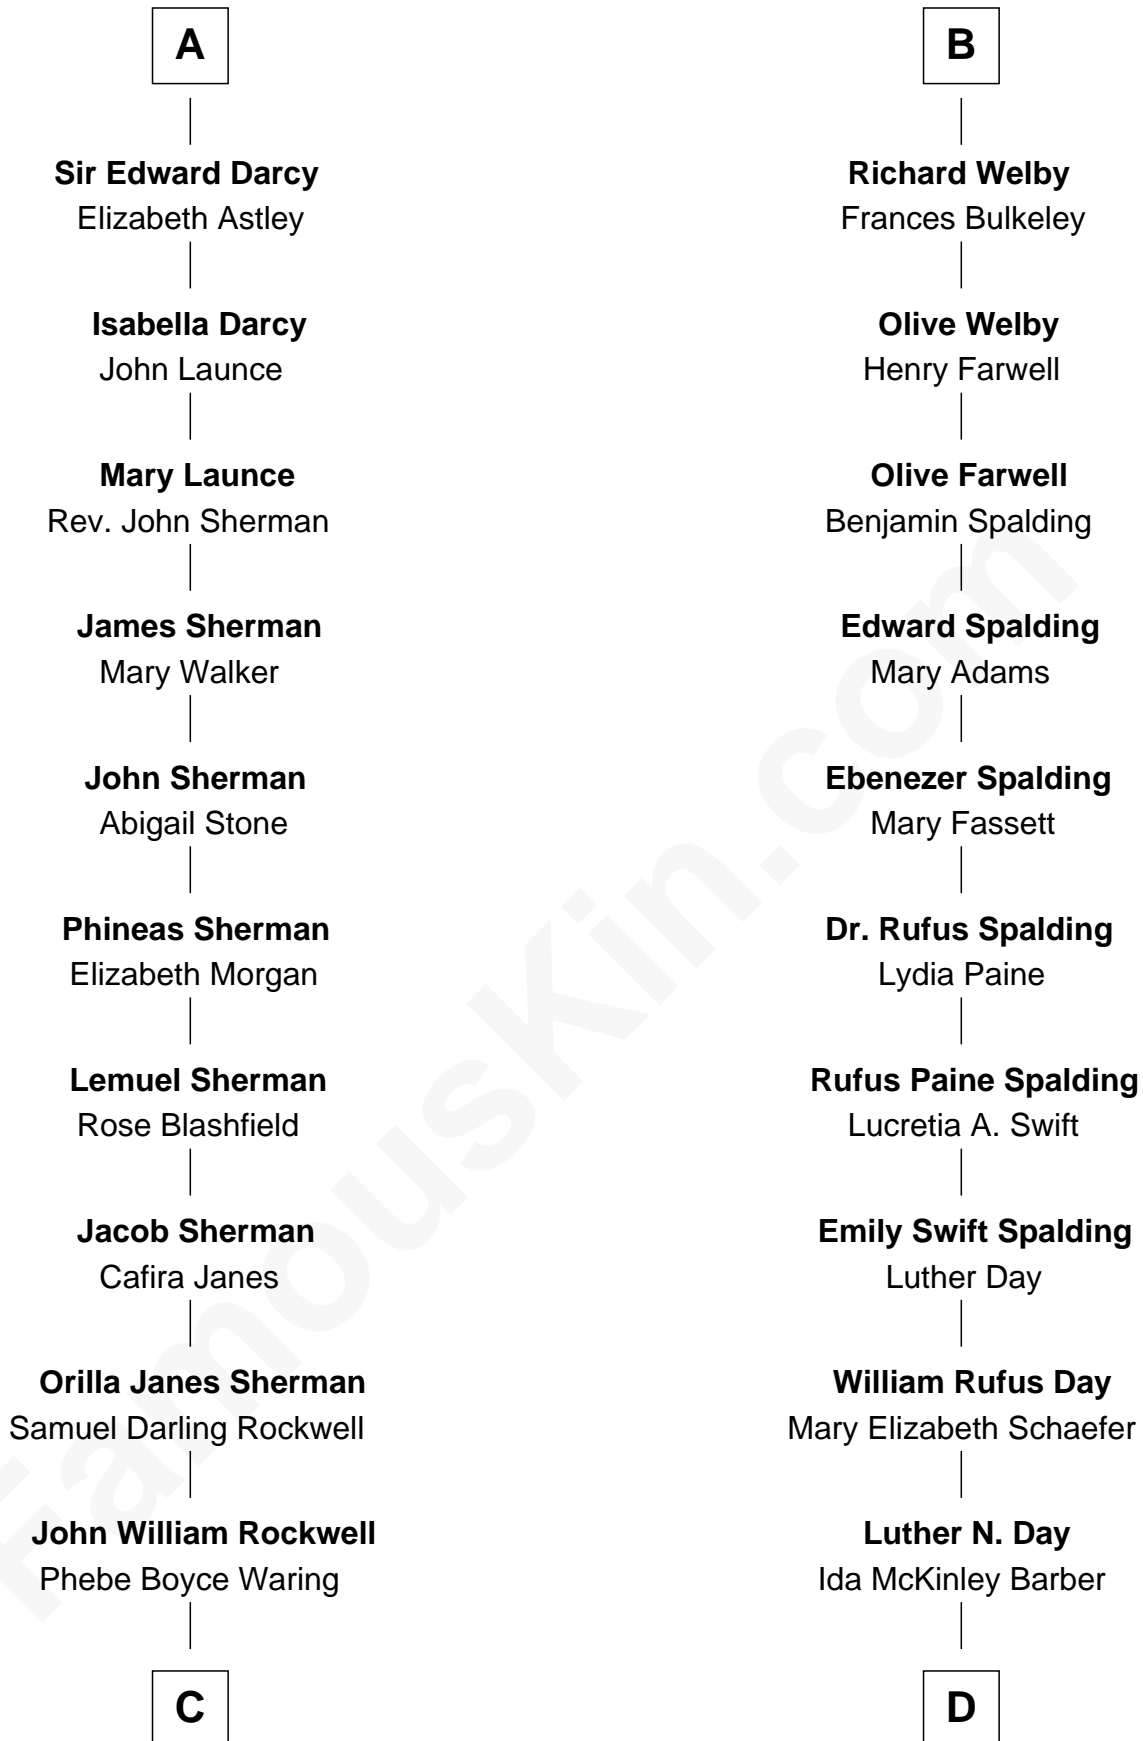 A
Sir Edward Darcy
Elizabeth Astley
Isabella Darcy
John Launce
Mary Launce
Rev. John Sherman
James Sherman
Mary Walker
John Sherman
Abigail Stone
Phineas Sherman
Elizabeth Morgan
Lemuel Sherman
Rose Blashfield
Jacob Sherman
Cafira Janes
Orilla Janes Sherman
Samuel Darling Rockwell
John William Rockwell
Phebe Boyce Waring
C
B
Richard Welby
Frances Bulkeley
Olive Welby
Henry Farwell
Olive Farwell
Benjamin Spalding
Edward Spalding
Mary Adams
Ebenezer Spalding
Mary Fassett
Dr. Rufus Spalding
Lydia Paine
Rufus Paine Spalding
Lucretia A. Swift
Emily Swift Spalding
Luther Day
William Rufus Day
Mary Elizabeth Schaefer
Luther N. Day
Ida McKinley Barber
D
FamousKin.com